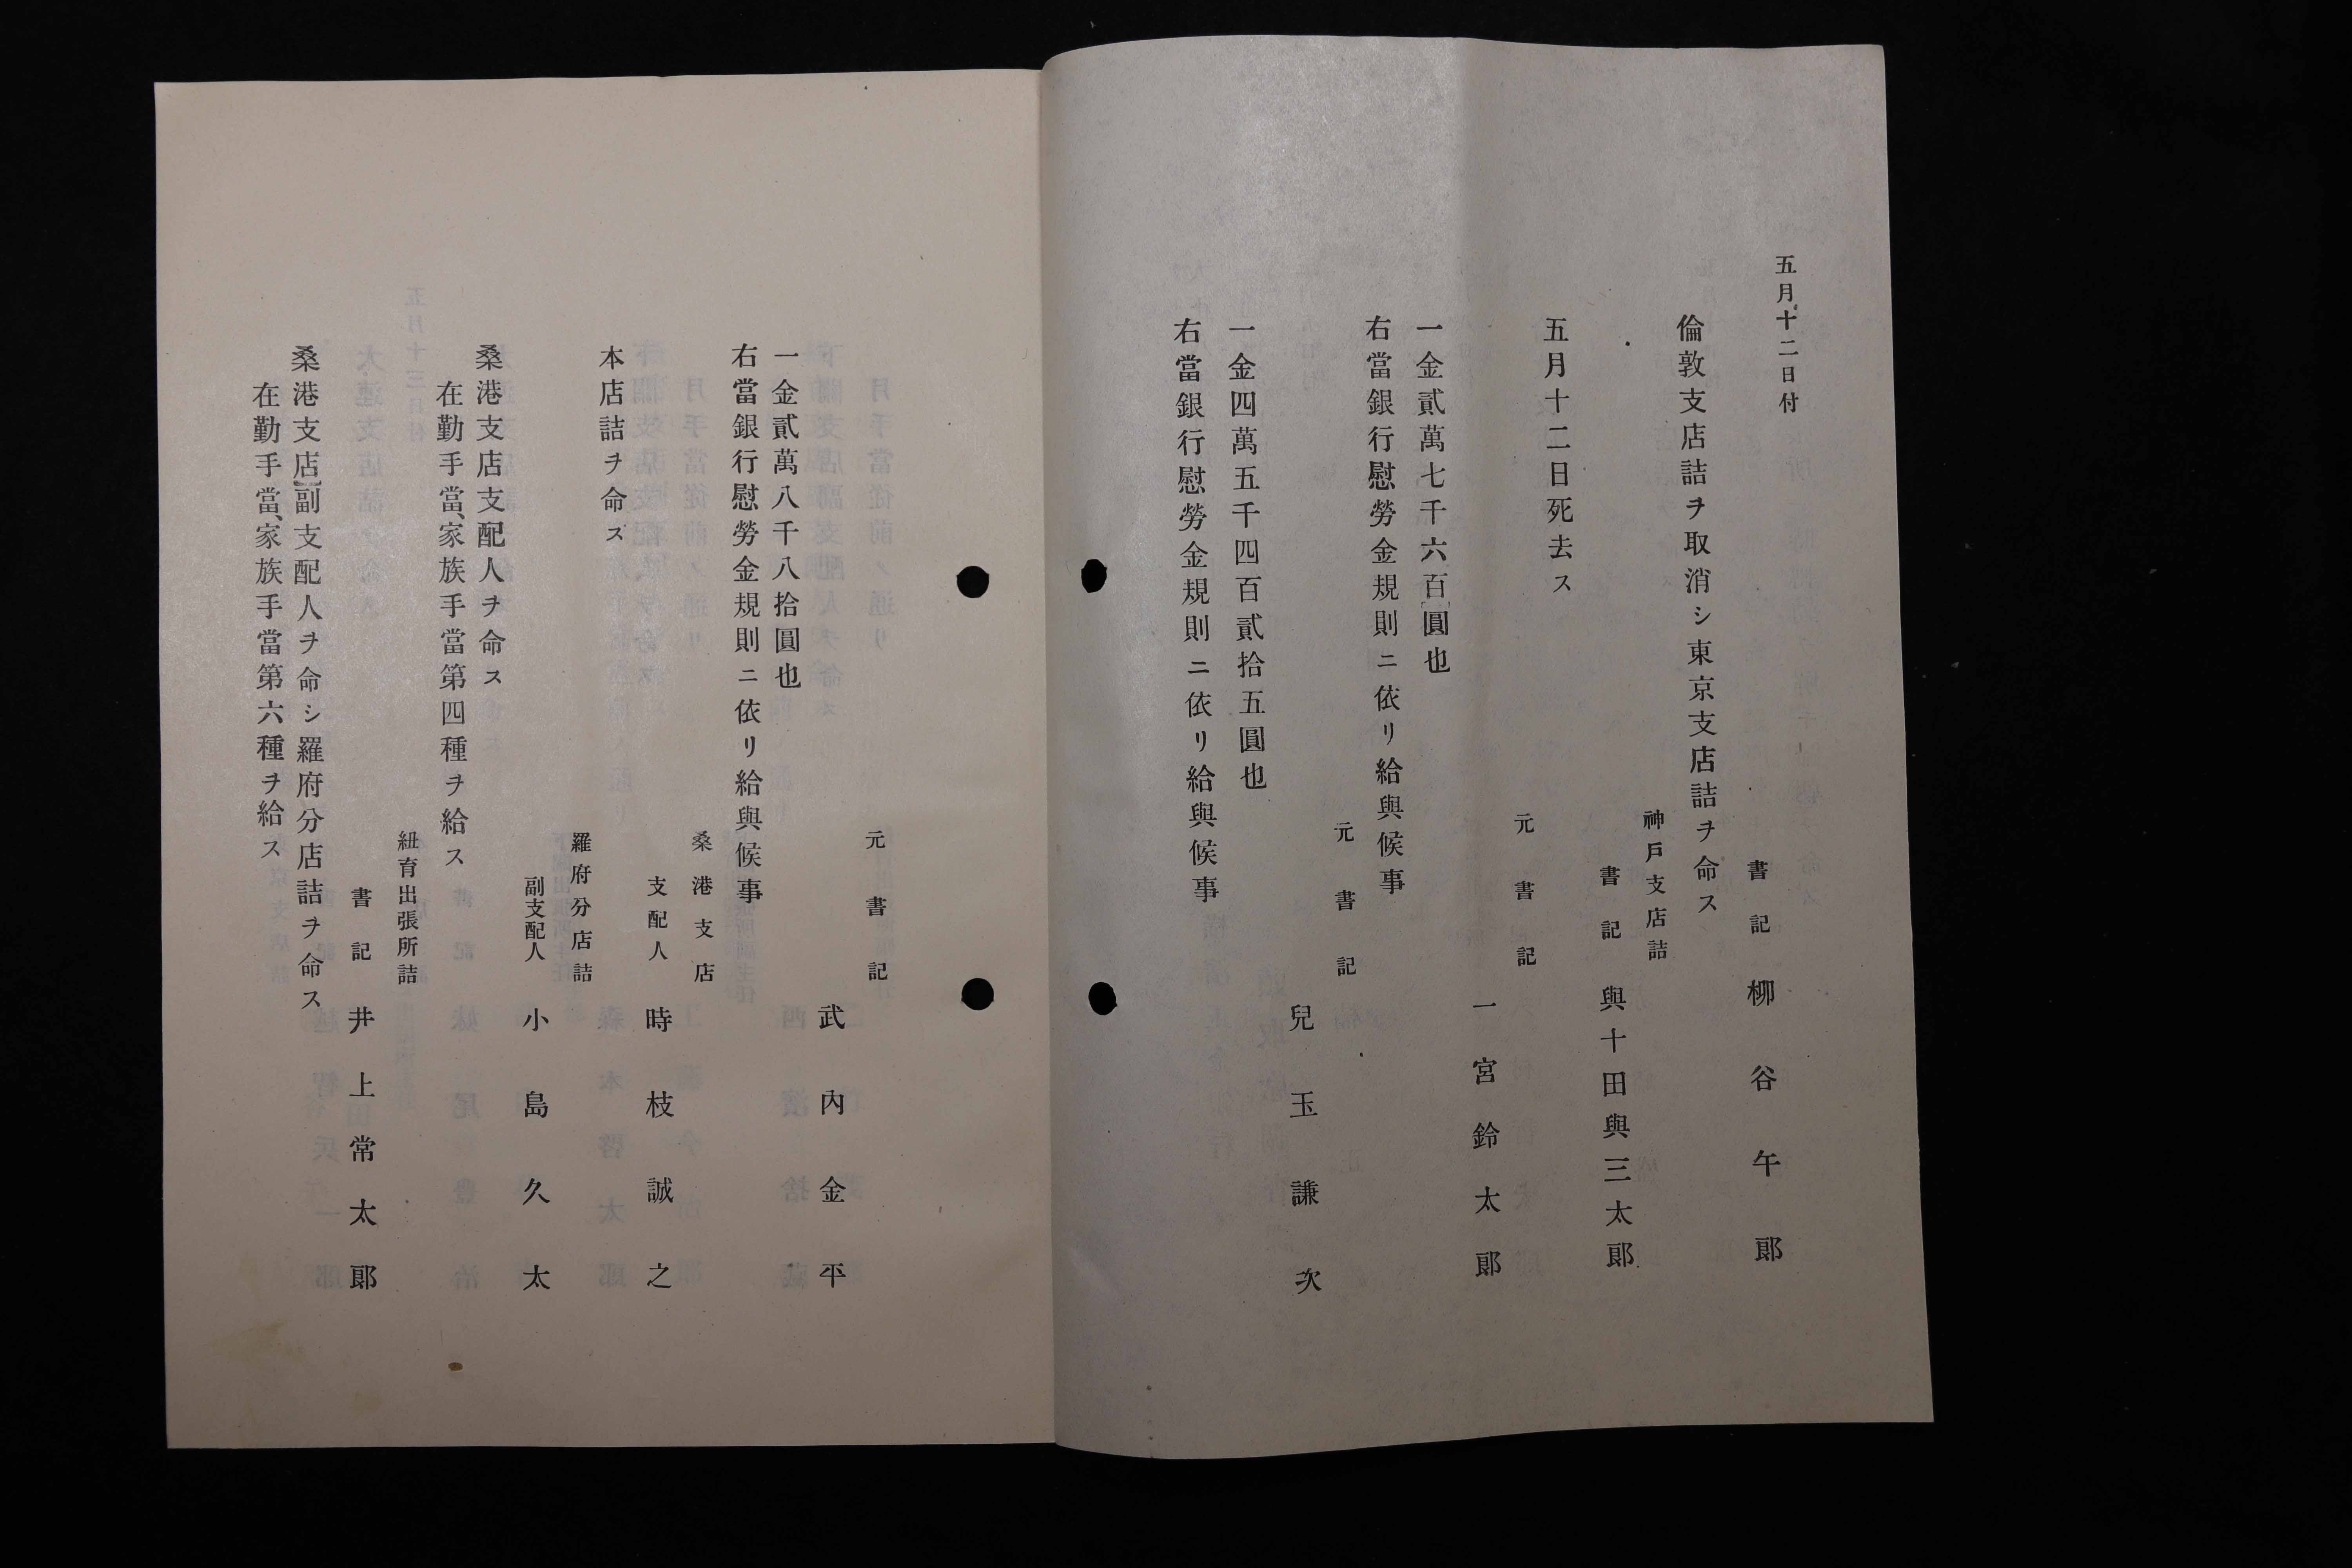 五月十二日付
書記 柳谷午郞
倫敦支店詰ヲ取消シ東京支店詰ヲ命ス
神戶支店詰
書記 與十田與三太郞
五月十二日死去ス
元書記
一宮鈴太郞
一金貳萬七千六百圓也
右當銀行慰勞金規則ニ依リ給與候事
元書記
兒玉謙次
一金四萬五千四百貳拾五圓也
右當銀行慰勞金規則ニ依リ給與候事
元書記
武內金平
一金貳萬八千八拾圓也
右當銀行慰勞金規則ニ依リ給與候事
桑港支店
支配人 時枝誠之
本店詰ヲ命ス
羅府分店詰
副支配人 小島久太
桑港支店支配人ヲ命ス
在勤手當、家族手當第四種ヲ給ス
紐育出張所詰
書記 井上常太郞
桑港支店副支配人ヲ命シ羅府分店詰ヲ命ス
在勤手當、家族手當第六種ヲ給ス